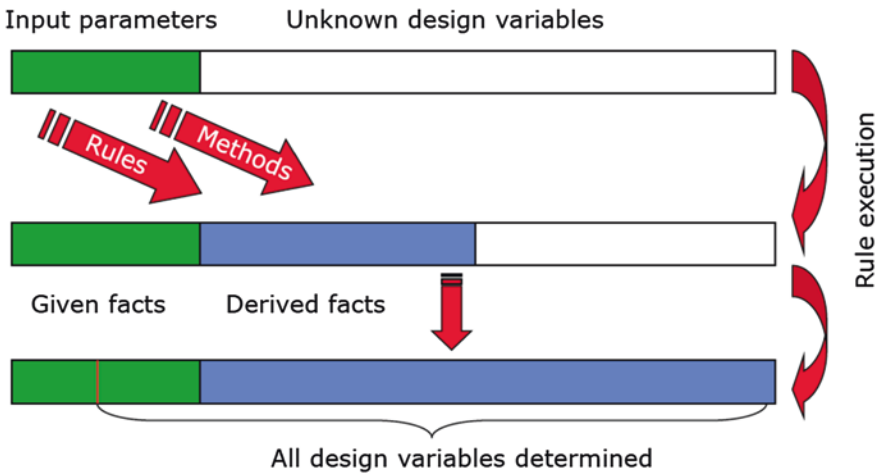 Input parameters
Unknown design variables
Rules
Methods
Rule execution
Given facts
Derived facts
All design variables determined